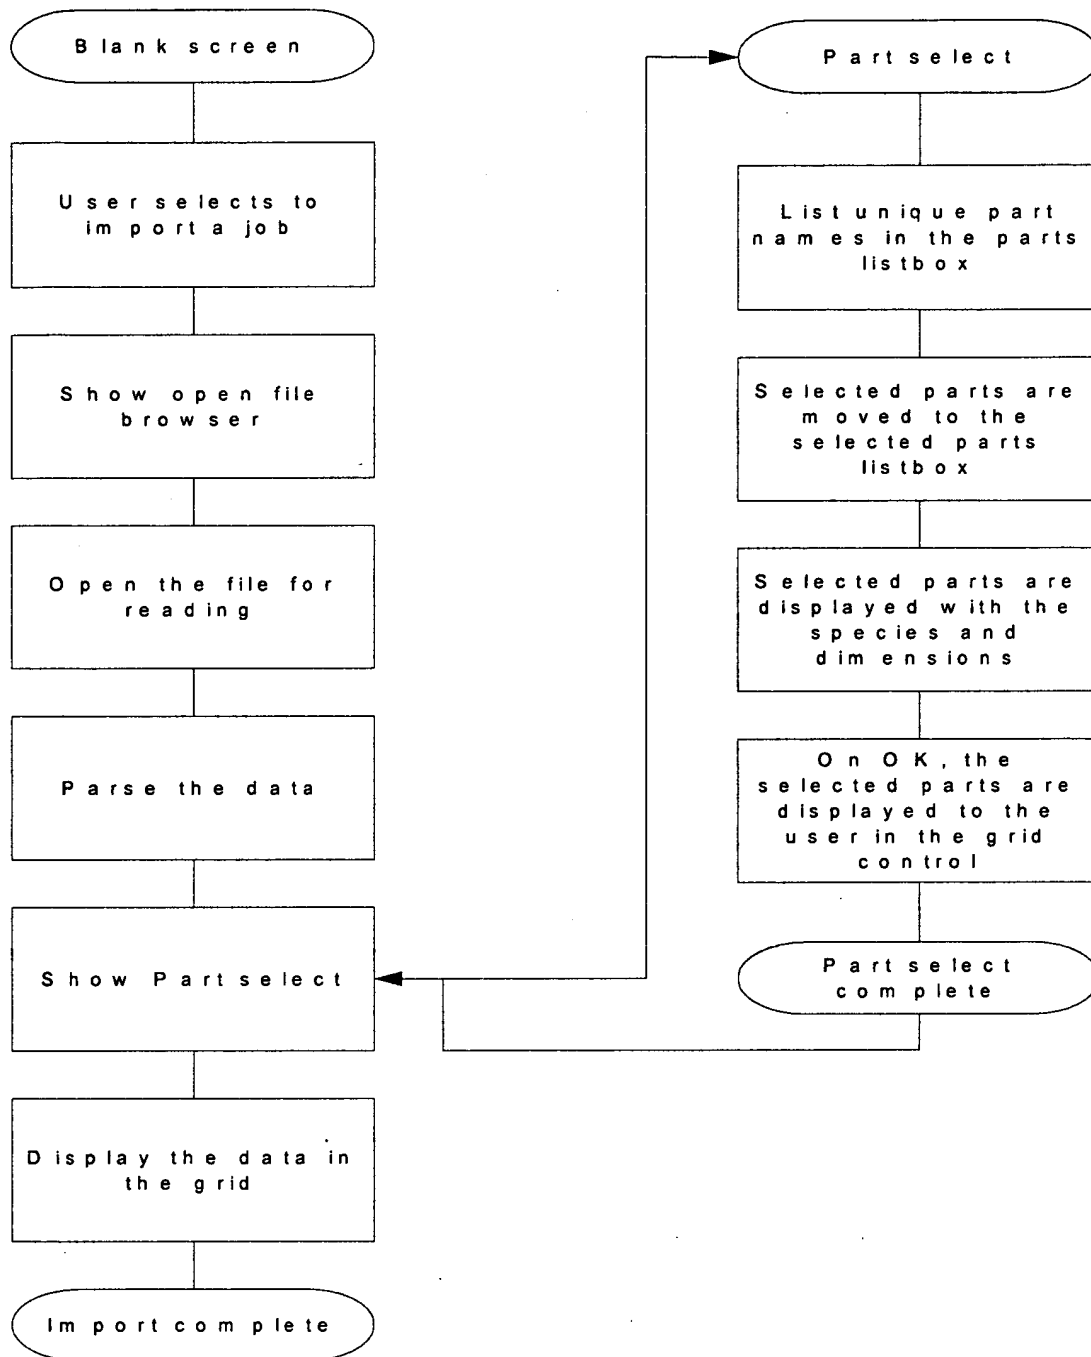 Blank screen
User selects to
import a job
Show open file
browser
Open the file for
reading
Parse the data
Show Part select
Display the data in
the grid
Import complete
Part select
List unique part
names in the parts
listbox
Selected parts are
moved to the
selected parts
listbox
Selected parts are
displayed with the
species and
dimensions
On OK, the
selected parts are
displayed to the
user in the grid
control
Part select
complete